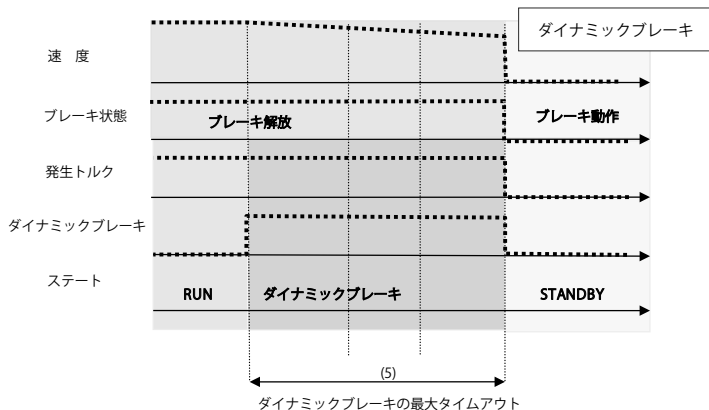 ダイナミックブレーキ
速　度
ブレーキ状態
ブレーキ解放
ブレーキ動作
発生トルク
ダイナミックブレーキ
ステート
RUN
ダイナミックブレーキ
STANDBY
(5)
ダイナミックブレーキの最大タイムアウト